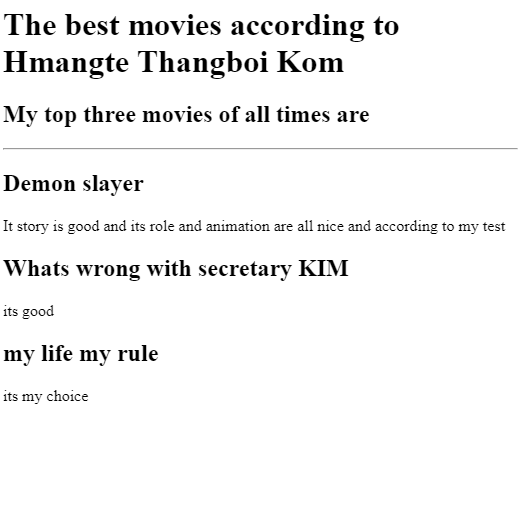 The best movies according to
Hmangte Thangboi Kom
My top three movies of all times are
Demon slayer
It story is good and its role and animation are all nice and according to my test
Whats wrong with secretary KIM
its good
my life my rule
its my choice